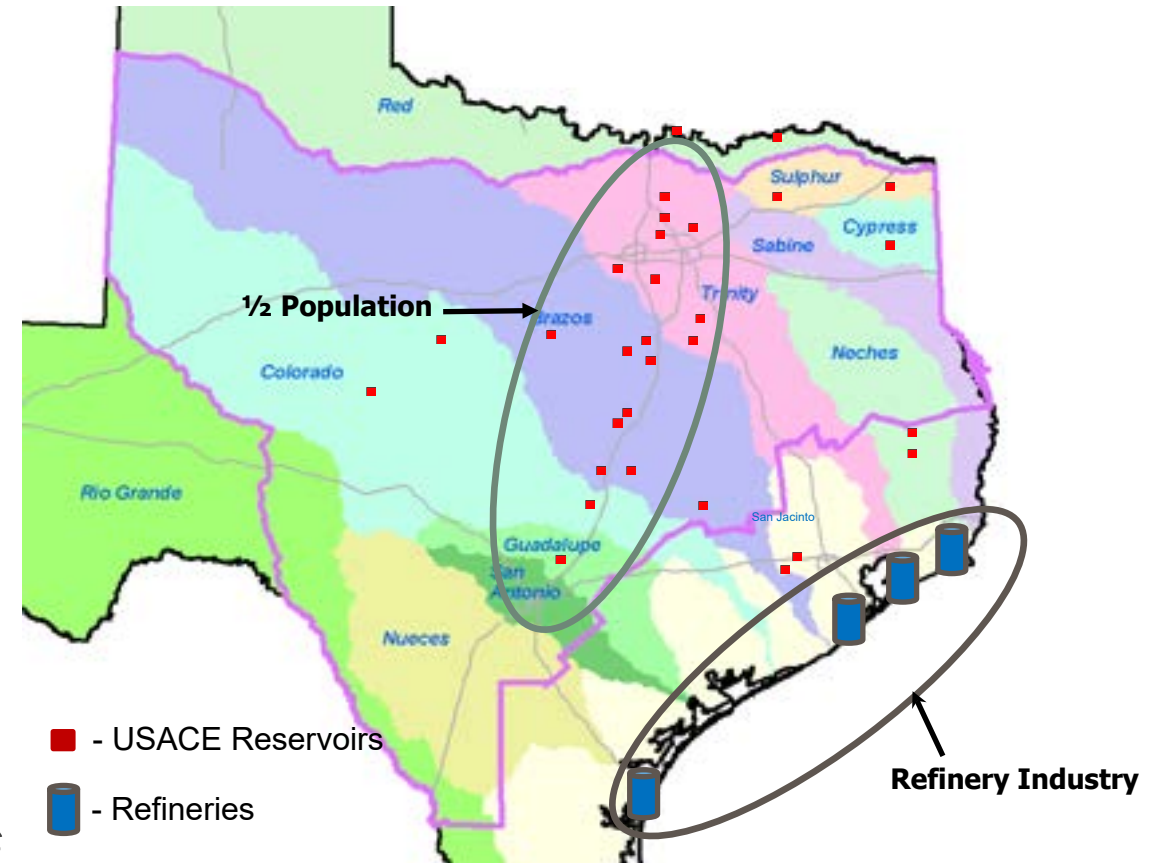 Red
Sulphur
Cypress
Sabine
½ Population
Trinity
Brazos
Neches
Colorado
Rio Grande
San Jacinto
Guadalupe
San
Antonio
Nueces
- USACE Reservoirs
Refinery Industry
- Refineries